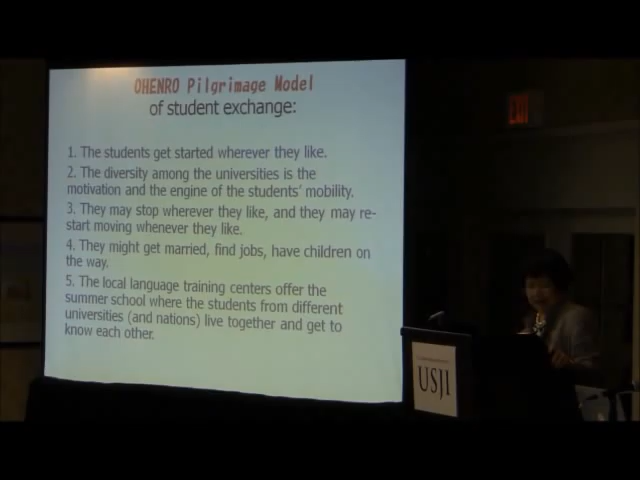 OHENRO Pilgrimage Model
of student exchange:
1. The students get started wherever they like.
2. The diversity among the universities is the
motivation and the engine of the students' mobility.
3. They may stop wherever they like, and they may re-
start moving whenever they like.
4. They might get married, find jobs, have children on
the way.
5. The local language training centers offer the
summer school where the students from different
universities (and nations) live together and get to
know each other.
EXIT
USJI